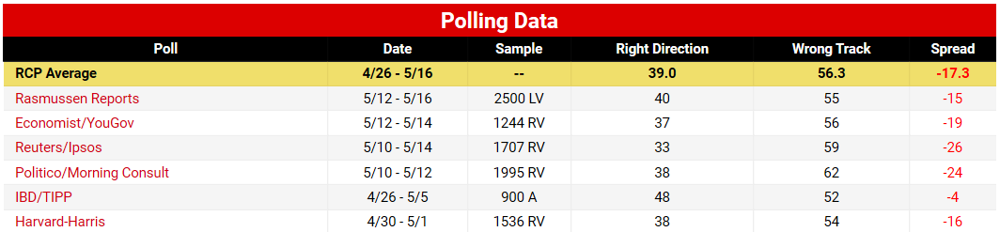 Polling Data
Poll Date Sample Right Direction Wrong Track Spread
RCP Average 4/26 - 5/16 -- 39.0 56.3 -17.3
Rasmussen Reports 5/12 - 5/16 2500 LV 40 55 -15
Economist/YouGov 5/12 - 5/14 1244 RV 37 56 -19
Reuters/Ipsos 5/10 - 5/14 1707 RV 33 59 -26
Politico/Morning Consult 5/10 - 5/12 1995 RV 38 62 -24
IBD/TIPP 4/26 - 5/5 900 A 48 52 -4
Harvard-Harris 4/30 - 5/1 1536 RV 38 54 -16